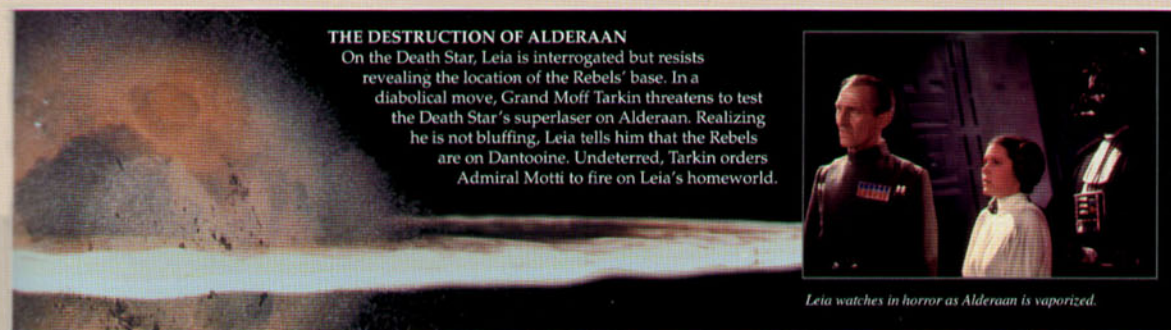 THE DESTRUCTION OF ALDERAAN
On the Death Star, Leia is interrogated but resists
revealing the location of the Rebels' base. In a
diabolical move, Grand Moff Tarkin threatens to test
the Death Star's superlaser on Alderaan. Realizing
he is not bluffing, Leia tells him that the Rebels
are on Dantooine. Undeterred, Tarkin orders
Admiral Motti to fire on Leia's homeworld.
Leia watches in horror as Alderaan is vaporized.